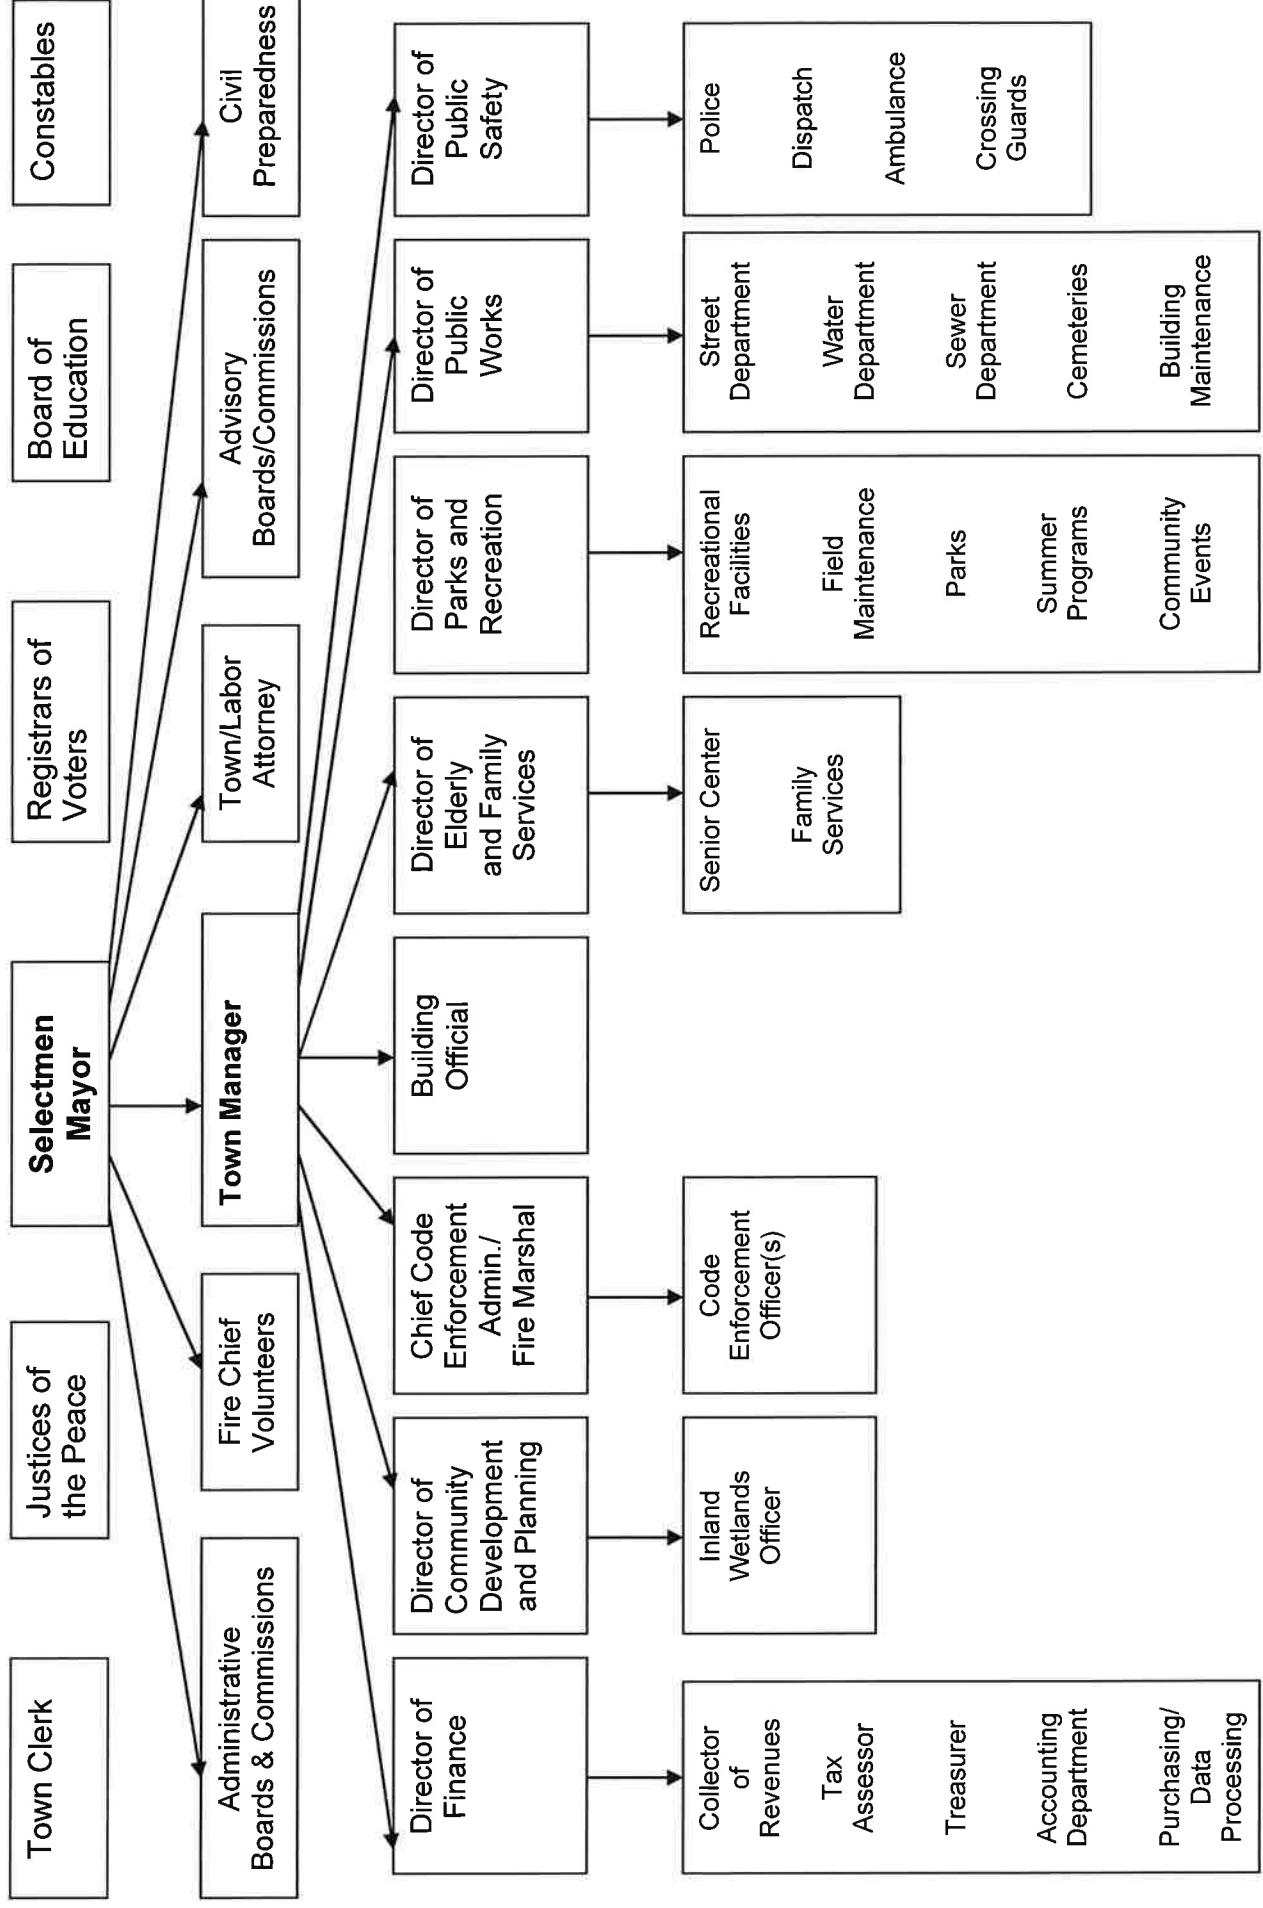 Town Clerk
Justices of
the Peace
Selectmen
Mayor
Registrars of
Voters
Board of
Education
Constables
Administrative
Boards & Commissions
Fire Chief
Volunteers
Town Manager
Town/Labor
Attorney
Advisory
Boards/Commissions
Civil
Preparedness
Director of
Finance
Director of
Community
Development
and Planning
Chief Code
Enforcement
Admin./
Fire Marshal
Building
Official
Director of
Elderly
and Family
Services
Director of
Parks and
Recreation
Director of
Public
Works
Director of
Public
Safety
Collector
of
Revenues
Tax
Assessor
Treasurer
Accounting
Department
Purchasing/
Data
Processing
Inland
Wetlands
Officer
Code
Enforcement
Officer(s)
Senior Center
Family
Services
Recreational
Facilities
Field
Maintenance
Parks
Summer
Programs
Community
Events
Street
Department
Water
Department
Sewer
Department
Cemeteries
Building
Maintenance
Police
Dispatch
Ambulance
Crossing
Guards